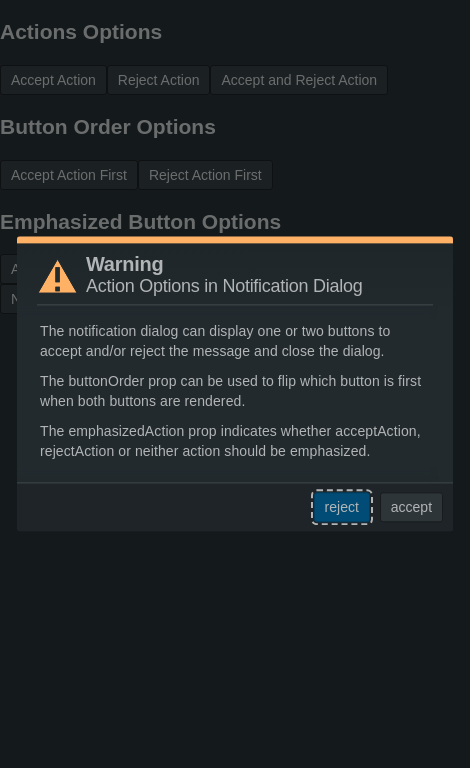 Actions Options
Accept Action Reject Action Accept and Reject Action
Button Order Options
Accept Action First Reject Action First
Emphasized Button Options
Warning
Action Options in Notification Dialog
The notification dialog can display one or two buttons to
accept and/or reject the message and close the dialog.
The buttonOrder prop can be used to flip which button is first
when both buttons are rendered.
The emphasizedAction prop indicates whether acceptAction,
rejectAction or neither action should be emphasized.
reject accept